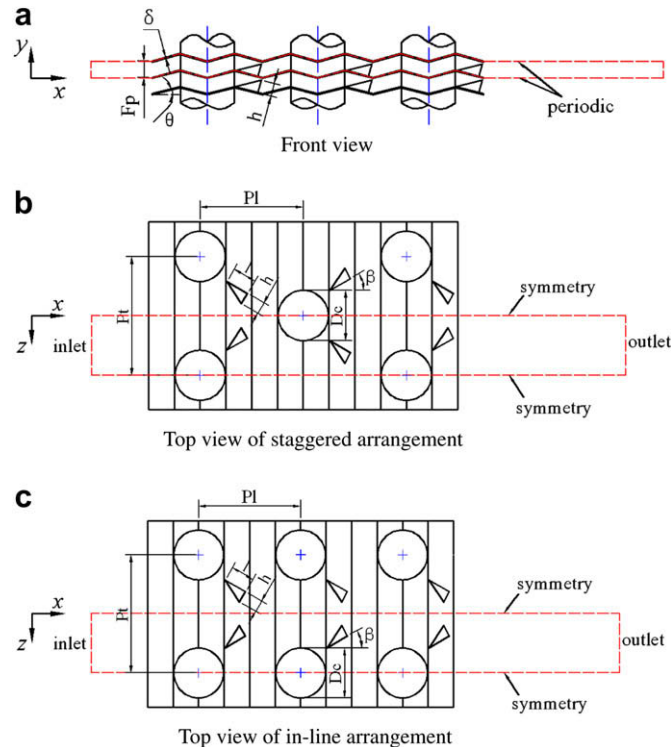 a
y
δ
x
Fp
θ
h
periodic
Front view
b
Pl
β
l
h
Pt
Dc
symmetry
x
z
inlet
outlet
symmetry
Top view of staggered arrangement
c
Pl
l
h
symmetry
x
Pt
β
z
inlet
outlet
Dc
symmetry
Top view of in-line arrangement